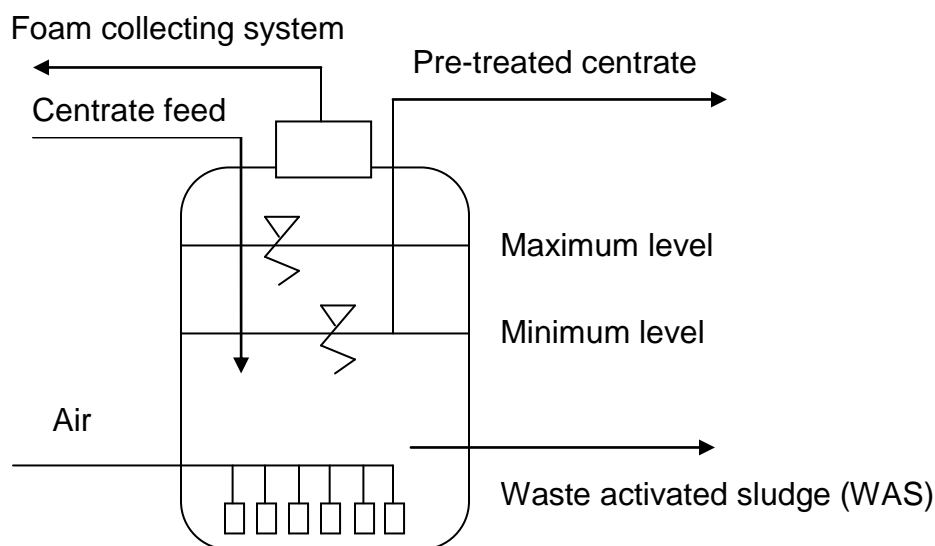 Foam collecting system
Pre-treated centrate
Centrate feed
Maximum level
Minimum level
Air
Waste activated sludge (WAS)